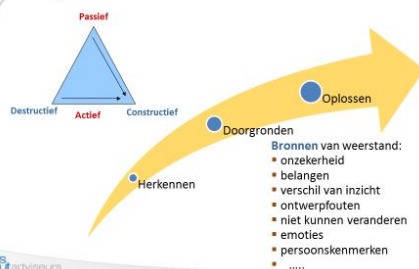 Passief
Destructief
Actief
Constructief
Oplossen
Doorgronden
Herkennen
Bronnen van weerstand:
onzekerheid
belangen
verschil van inzicht
ontwerpfouten
niet kunnen veranderen
emoties
persoonskenmerken
.....